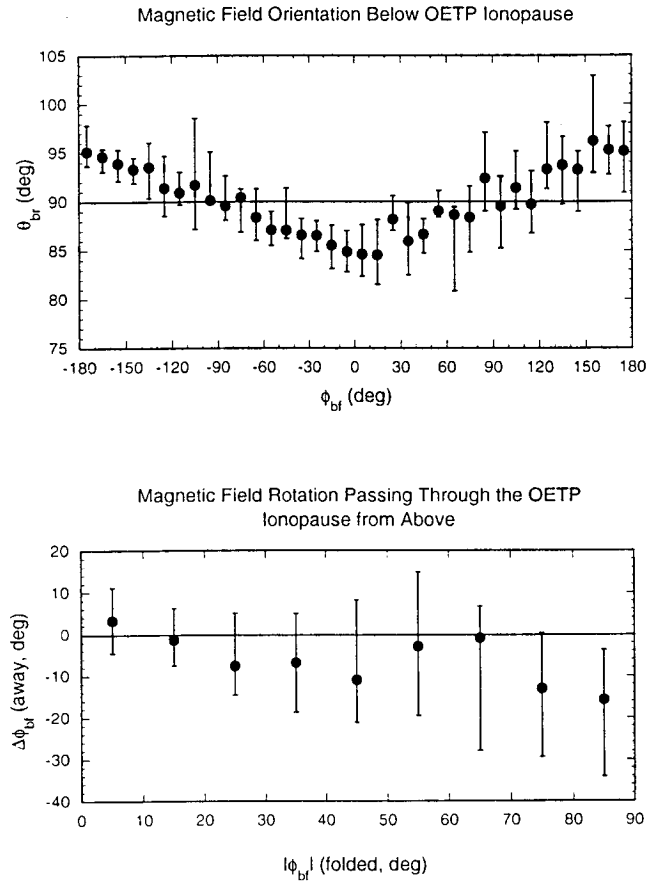 Magnetic Field Orientation Below OETP Ionopause
105
100
95
90
85
80
75
θbr (deg)
-180 -150 -120 -90 -60 -30 0 30 60 90 120 150 180
ϕbf (deg)
Magnetic Field Rotation Passing Through the OETP
Ionopause from Above
20
10
0
-10
-20
-30
-40
Δϕbf (away, deg)
0 10 20 30 40 50 60 70 80 90
|ϕbf| (folded, deg)